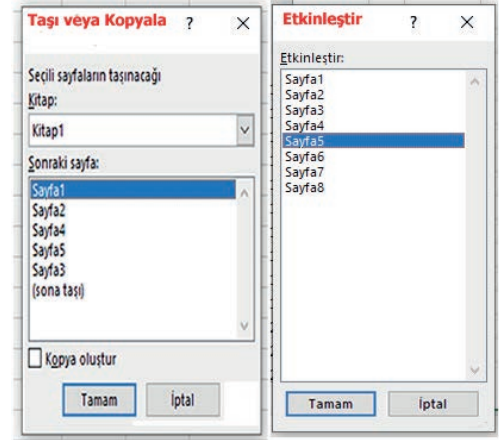 Taşı veya Kopyala ? ×
Seçili sayfaların taşınacağı
Kitap:
Kitap1
Sonraki sayfa:
Sayfa1
Sayfa2
Sayfa4
Sayfa5
Sayfa3
(sona taşı)
Kopya oluştur
Tamam İptal
Etkinleştir ? ×
Etkinleştir:
Sayfa1
Sayfa2
Sayfa3
Sayfa4
Sayfa5
Sayfa6
Sayfa7
Sayfa8
Tamam İptal